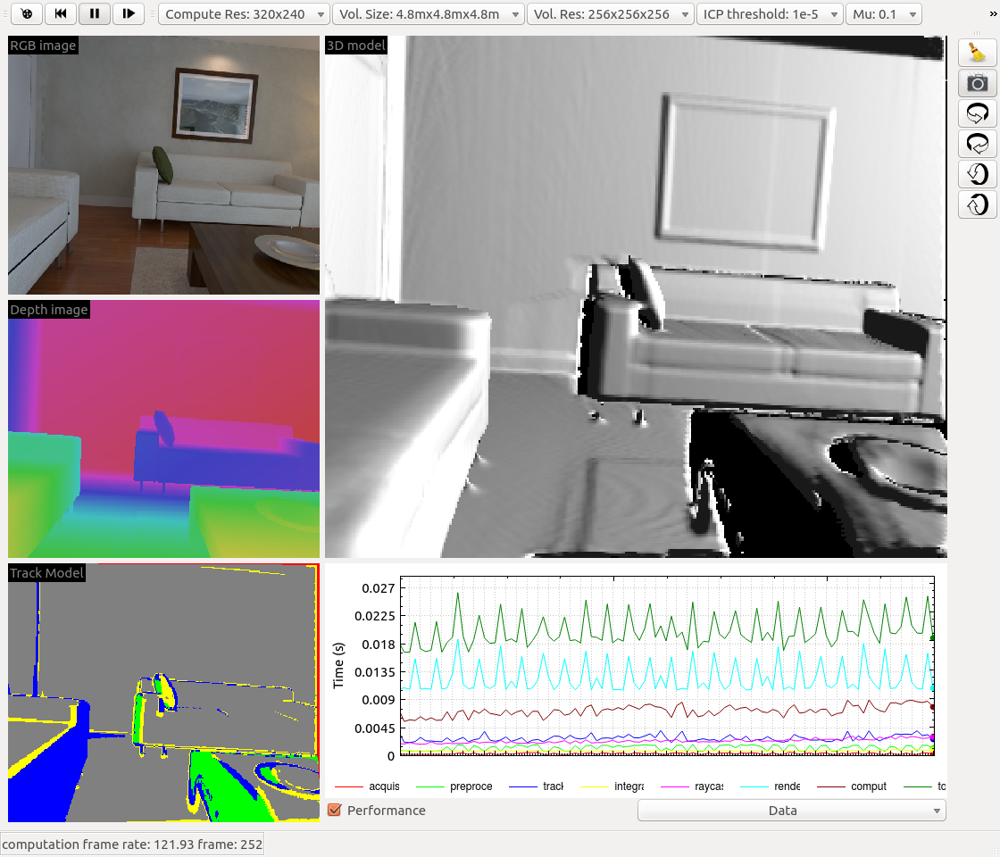 Compute Res: 320x240 Vol. Size: 4.8mx4.8mx4.8m Vol. Res: 256x256x256 ICP threshold: 1e-5 Mu: 0.1 »
RGB image
3D model
Depth image
Track Model
0.027
0.0225
0.018
0.0135
0.009
0.0045
0
Time (s)
acquis preproce track integra raycas rende comput to
Performance
Data
computation frame rate: 121.93 frame: 252